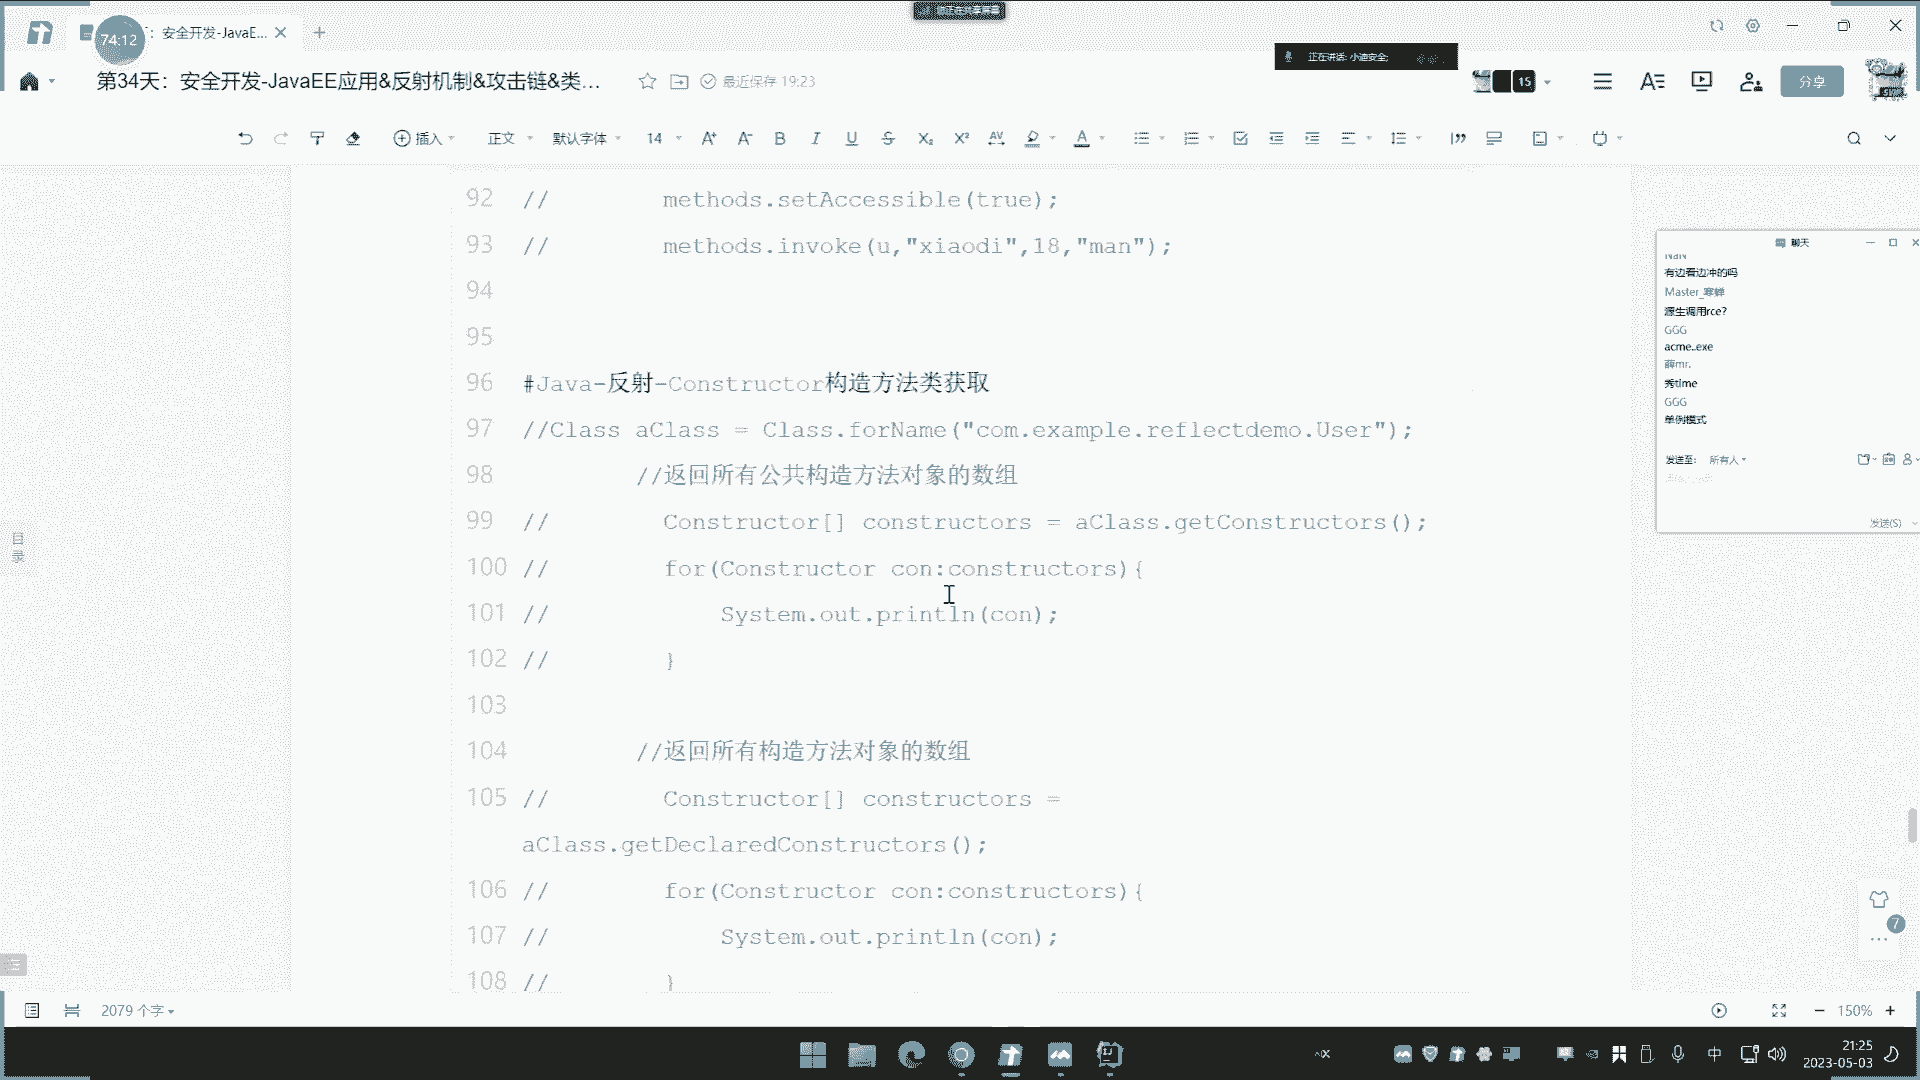 74:12
安全开发-JavaE...
正在讲话: 小迪安全;
第34天：安全开发-JavaEE应用&反射机制&攻击链&类...
最近保存 19:23
15
分享
插入
正文
默认字体
14
92 // methods.setAccessible(true);
93 // methods.invoke(u,"xiaodi",18,"man");
94
95
96 #Java-反射-Constructor构造方法类获取
97 //Class aClass = Class.forName("com.example.reflectdemo.User");
98 //返回所有公共构造方法对象的数组
99 // Constructor[] constructors = aClass.getConstructors();
100 // for(Constructor con:constructors){
101 // System.out.println(con);
102 // }
103
104 //返回所有构造方法对象的数组
105 // Constructor[] constructors =
aClass.getDeclaredConstructors();
106 // for(Constructor con:constructors){
107 // System.out.println(con);
108 // }
目录
聊天
NaN
有边看边冲的吗
源生调用rce?
GGG
acme..exe
薛mr.
秀time
GGG
单例模式
发送至: 所有人
发送(S)
7
2079 个字
150%
中
21:25
2023-05-03